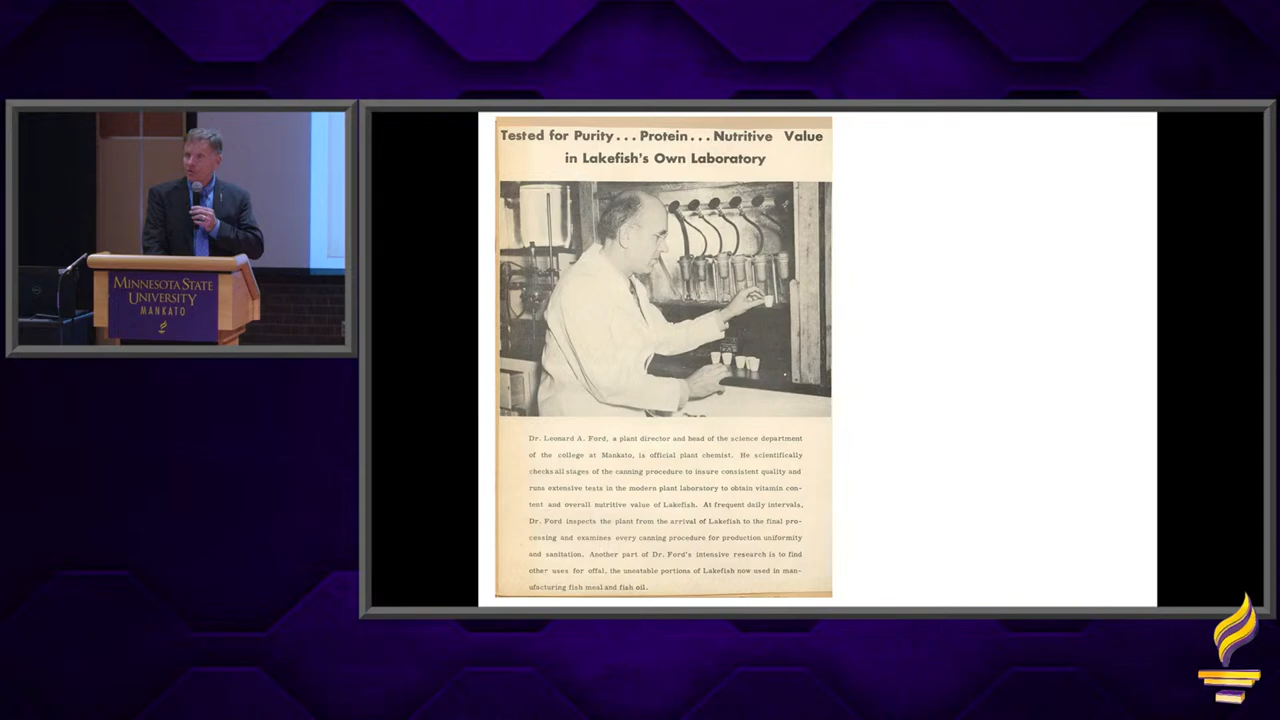 MINNESOTA STATE
UNIVERSITY
MANKATO
Tested for Purity . . . Protein . . . Nutritive Value
in Lakefish's Own Laboratory
Dr. Leonard A. Ford, a plant director and head of the science department
of the college at Mankato, is official plant chemist. He scientifically
checks all stages of the canning procedure to insure consistent quality and
runs extensive tests in the modern plant laboratory to obtain vitamin con-
tent and overall nutritive value of Lakefish. At frequent daily intervals,
Dr. Ford inspects the plant from the arrival of Lakefish to the final pro-
cessing and examines every canning procedure for production uniformity
and sanitation. Another part of Dr. Ford's intensive research is to find
other uses for offal, the uneatable portions of Lakefish now used in man-
ufacturing fish meal and fish oil.